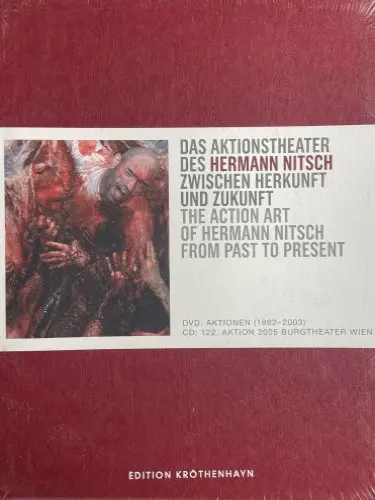 DAS AKTIONSTHEATER
DES HERMANN NITSCH
ZWISCHEN HERKUNFT
UND ZUKUNFT
THE ACTION ART
OF HERMANN NITSCH
FROM PAST TO PRESENT
DVD: AKTIONEN (1962–2003)
CD: 122. AKTION 2005 BURGTHEATER WIEN
EDITION KRÖTHENHAYN